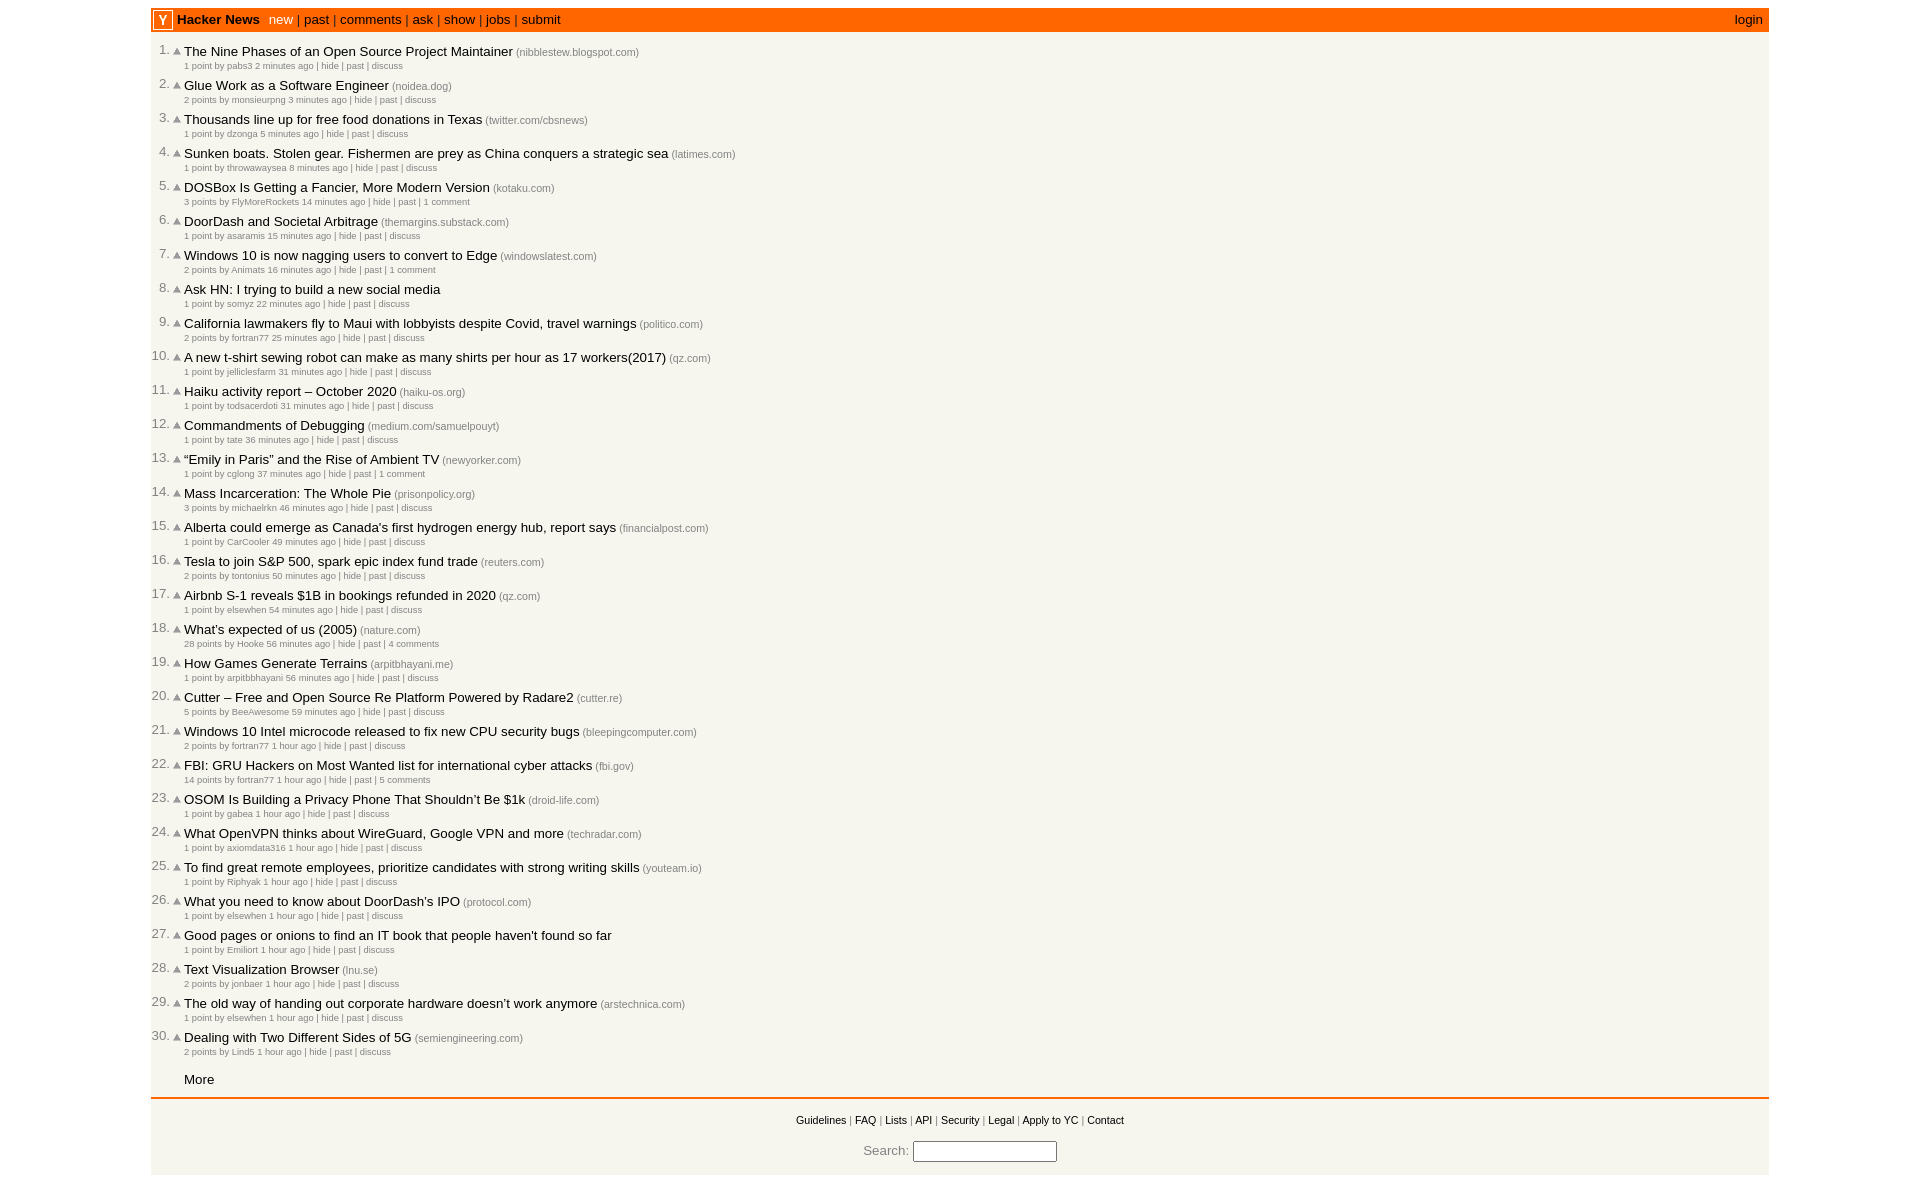 Y Hacker News new | past | comments | ask | show | jobs | submit login
1. The Nine Phases of an Open Source Project Maintainer (nibblestew.blogspot.com)
1 point by pabs3 2 minutes ago | hide | past | discuss
2. Glue Work as a Software Engineer (noidea.dog)
2 points by monsieurpng 3 minutes ago | hide | past | discuss
3. Thousands line up for free food donations in Texas (twitter.com/cbsnews)
1 point by dzonga 5 minutes ago | hide | past | discuss
4. Sunken boats. Stolen gear. Fishermen are prey as China conquers a strategic sea (latimes.com)
1 point by throwawaysea 8 minutes ago | hide | past | discuss
5. DOSBox Is Getting a Fancier, More Modern Version (kotaku.com)
3 points by FlyMoreRockets 14 minutes ago | hide | past | 1 comment
6. DoorDash and Societal Arbitrage (themargins.substack.com)
1 point by asaramis 15 minutes ago | hide | past | discuss
7. Windows 10 is now nagging users to convert to Edge (windowslatest.com)
2 points by Animats 16 minutes ago | hide | past | 1 comment
8. Ask HN: I trying to build a new social media
1 point by somyz 22 minutes ago | hide | past | discuss
9. California lawmakers fly to Maui with lobbyists despite Covid, travel warnings (politico.com)
2 points by fortran77 25 minutes ago | hide | past | discuss
10. A new t-shirt sewing robot can make as many shirts per hour as 17 workers(2017) (qz.com)
1 point by jelliclesfarm 31 minutes ago | hide | past | discuss
11. Haiku activity report – October 2020 (haiku-os.org)
1 point by todsacerdoti 31 minutes ago | hide | past | discuss
12. Commandments of Debugging (medium.com/samuelpouyt)
1 point by tate 36 minutes ago | hide | past | discuss
13. “Emily in Paris” and the Rise of Ambient TV (newyorker.com)
1 point by cglong 37 minutes ago | hide | past | 1 comment
14. Mass Incarceration: The Whole Pie (prisonpolicy.org)
3 points by michaelrkn 46 minutes ago | hide | past | discuss
15. Alberta could emerge as Canada's first hydrogen energy hub, report says (financialpost.com)
1 point by CarCooler 49 minutes ago | hide | past | discuss
16. Tesla to join S&P 500, spark epic index fund trade (reuters.com)
2 points by tontonius 50 minutes ago | hide | past | discuss
17. Airbnb S-1 reveals $1B in bookings refunded in 2020 (qz.com)
1 point by elsewhen 54 minutes ago | hide | past | discuss
18. What’s expected of us (2005) (nature.com)
28 points by Hooke 56 minutes ago | hide | past | 4 comments
19. How Games Generate Terrains (arpitbhayani.me)
1 point by arpitbbhayani 56 minutes ago | hide | past | discuss
20. Cutter – Free and Open Source Re Platform Powered by Radare2 (cutter.re)
5 points by BeeAwesome 59 minutes ago | hide | past | discuss
21. Windows 10 Intel microcode released to fix new CPU security bugs (bleepingcomputer.com)
2 points by fortran77 1 hour ago | hide | past | discuss
22. FBI: GRU Hackers on Most Wanted list for international cyber attacks (fbi.gov)
14 points by fortran77 1 hour ago | hide | past | 5 comments
23. OSOM Is Building a Privacy Phone That Shouldn’t Be $1k (droid-life.com)
1 point by gabea 1 hour ago | hide | past | discuss
24. What OpenVPN thinks about WireGuard, Google VPN and more (techradar.com)
1 point by axiomdata316 1 hour ago | hide | past | discuss
25. To find great remote employees, prioritize candidates with strong writing skills (youteam.io)
1 point by Riphyak 1 hour ago | hide | past | discuss
26. What you need to know about DoorDash’s IPO (protocol.com)
1 point by elsewhen 1 hour ago | hide | past | discuss
27. Good pages or onions to find an IT book that people haven't found so far
1 point by Emiliort 1 hour ago | hide | past | discuss
28. Text Visualization Browser (lnu.se)
2 points by jonbaer 1 hour ago | hide | past | discuss
29. The old way of handing out corporate hardware doesn’t work anymore (arstechnica.com)
1 point by elsewhen 1 hour ago | hide | past | discuss
30. Dealing with Two Different Sides of 5G (semiengineering.com)
2 points by Lind5 1 hour ago | hide | past | discuss
More
Guidelines | FAQ | Lists | API | Security | Legal | Apply to YC | Contact
Search: